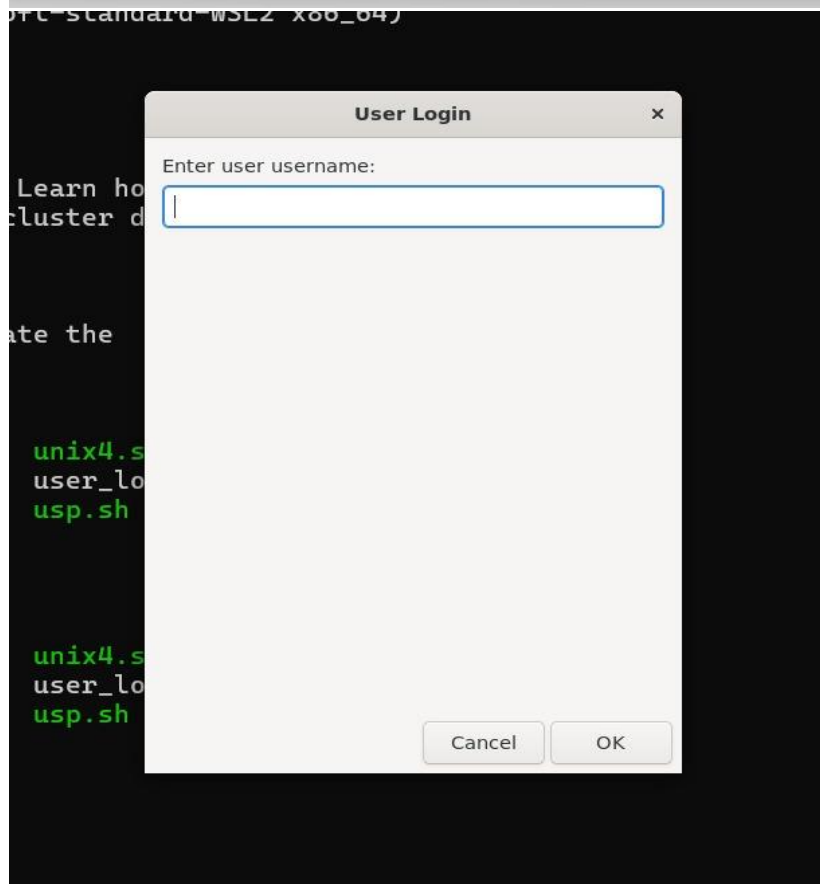 oft-standard-WSL2 x86_64)
User Login ×
Enter user username:
Learn ho
cluster d
ate the
unix4.s
user_lo
usp.sh
unix4.s
user_lo
usp.sh
Cancel OK